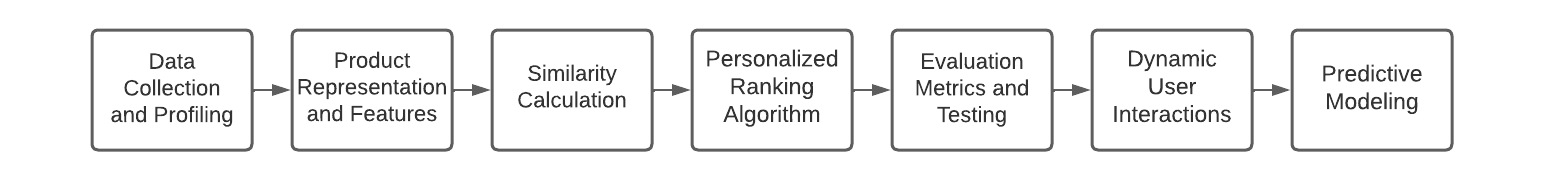 Data
Collection
and Profiling
Product
Representation
and Features
Similarity
Calculation
Personalized
Ranking
Algorithm
Evaluation
Metrics and
Testing
Dynamic
User
Interactions
Predictive
Modeling